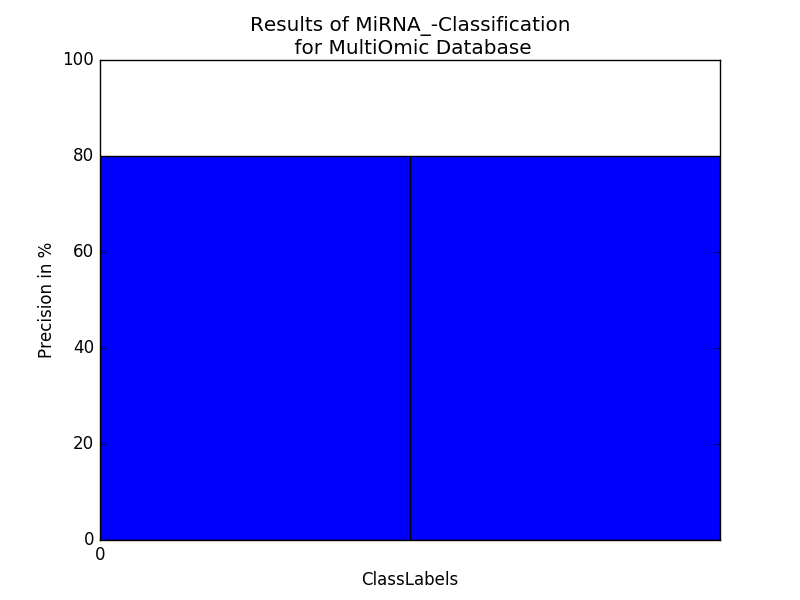 Results of MiRNA_-Classification
for MultiOmic Database
100
80
60
40
20
0
0
Precision in %
ClassLabels